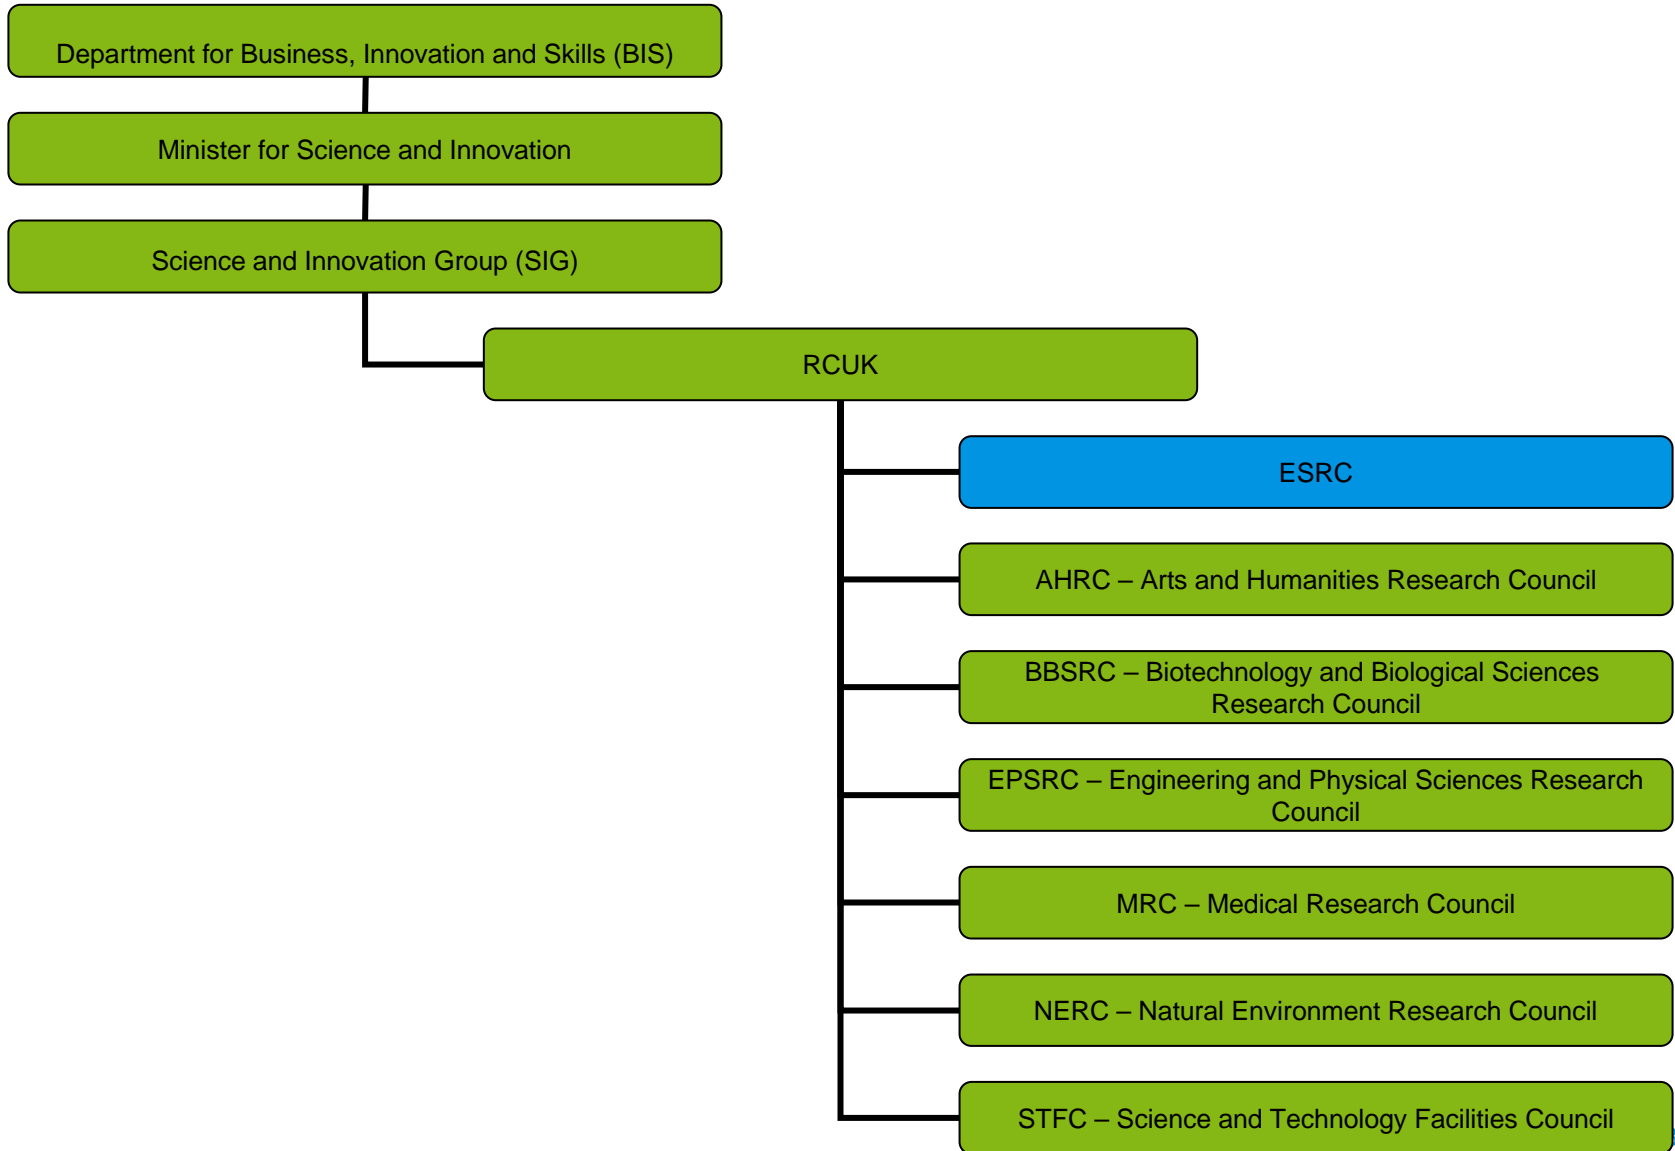 Department for Business, Innovation and Skills (BIS)
Minister for Science and Innovation
Science and Innovation Group (SIG)
RCUK
ESRC
AHRC – Arts and Humanities Research Council
BBSRC – Biotechnology and Biological Sciences
Research Council
EPSRC – Engineering and Physical Sciences Research
Council
MRC – Medical Research Council
NERC – Natural Environment Research Council
STFC – Science and Technology Facilities Council